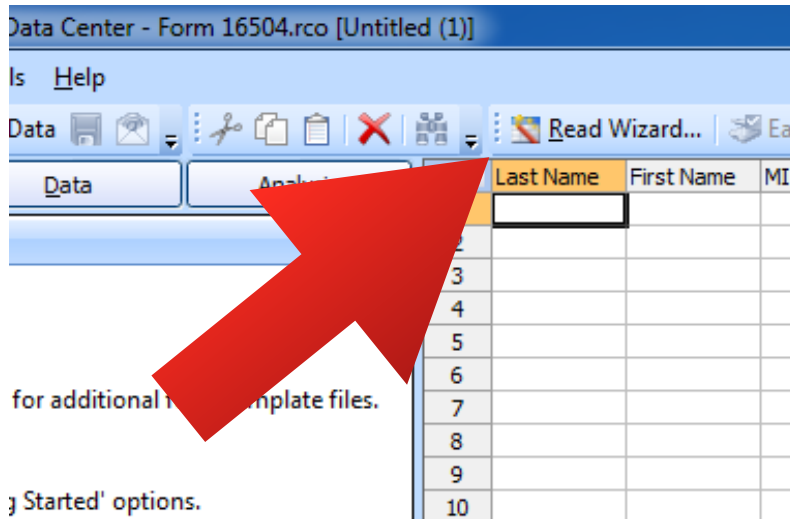 Data Center - Form 16504.rco [Untitled (1)]
ls Help
Data Read Wizard... Ea
Data
Last Name First Name MI
2
3
4
5
6
for additional mplate files.
7
8
9
g Started' options.
10